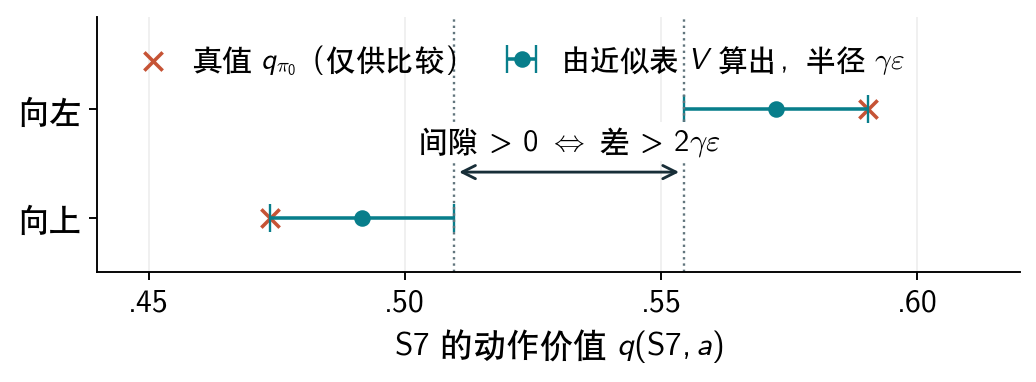 真值 qπ₀（仅供比较） 由近似表 V 算出，半径 γε
向左
间隙 > 0 ⇔ 差 > 2γε
向上
.45 .50 .55 .60
S7 的动作价值 q(S7, a)